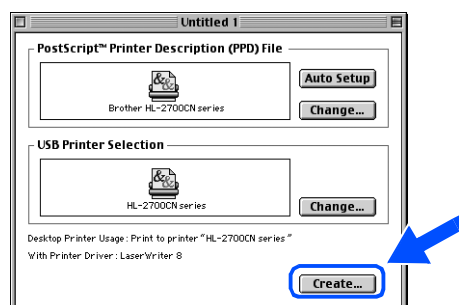 Untitled 1
PostScript™ Printer Description (PPD) File
Auto Setup
Brother HL-2700CN series
Change...
USB Printer Selection
HL-2700CN series
Change...
Desktop Printer Usage : Print to printer "HL-2700CN series "
With Printer Driver : LaserWriter 8
Create...